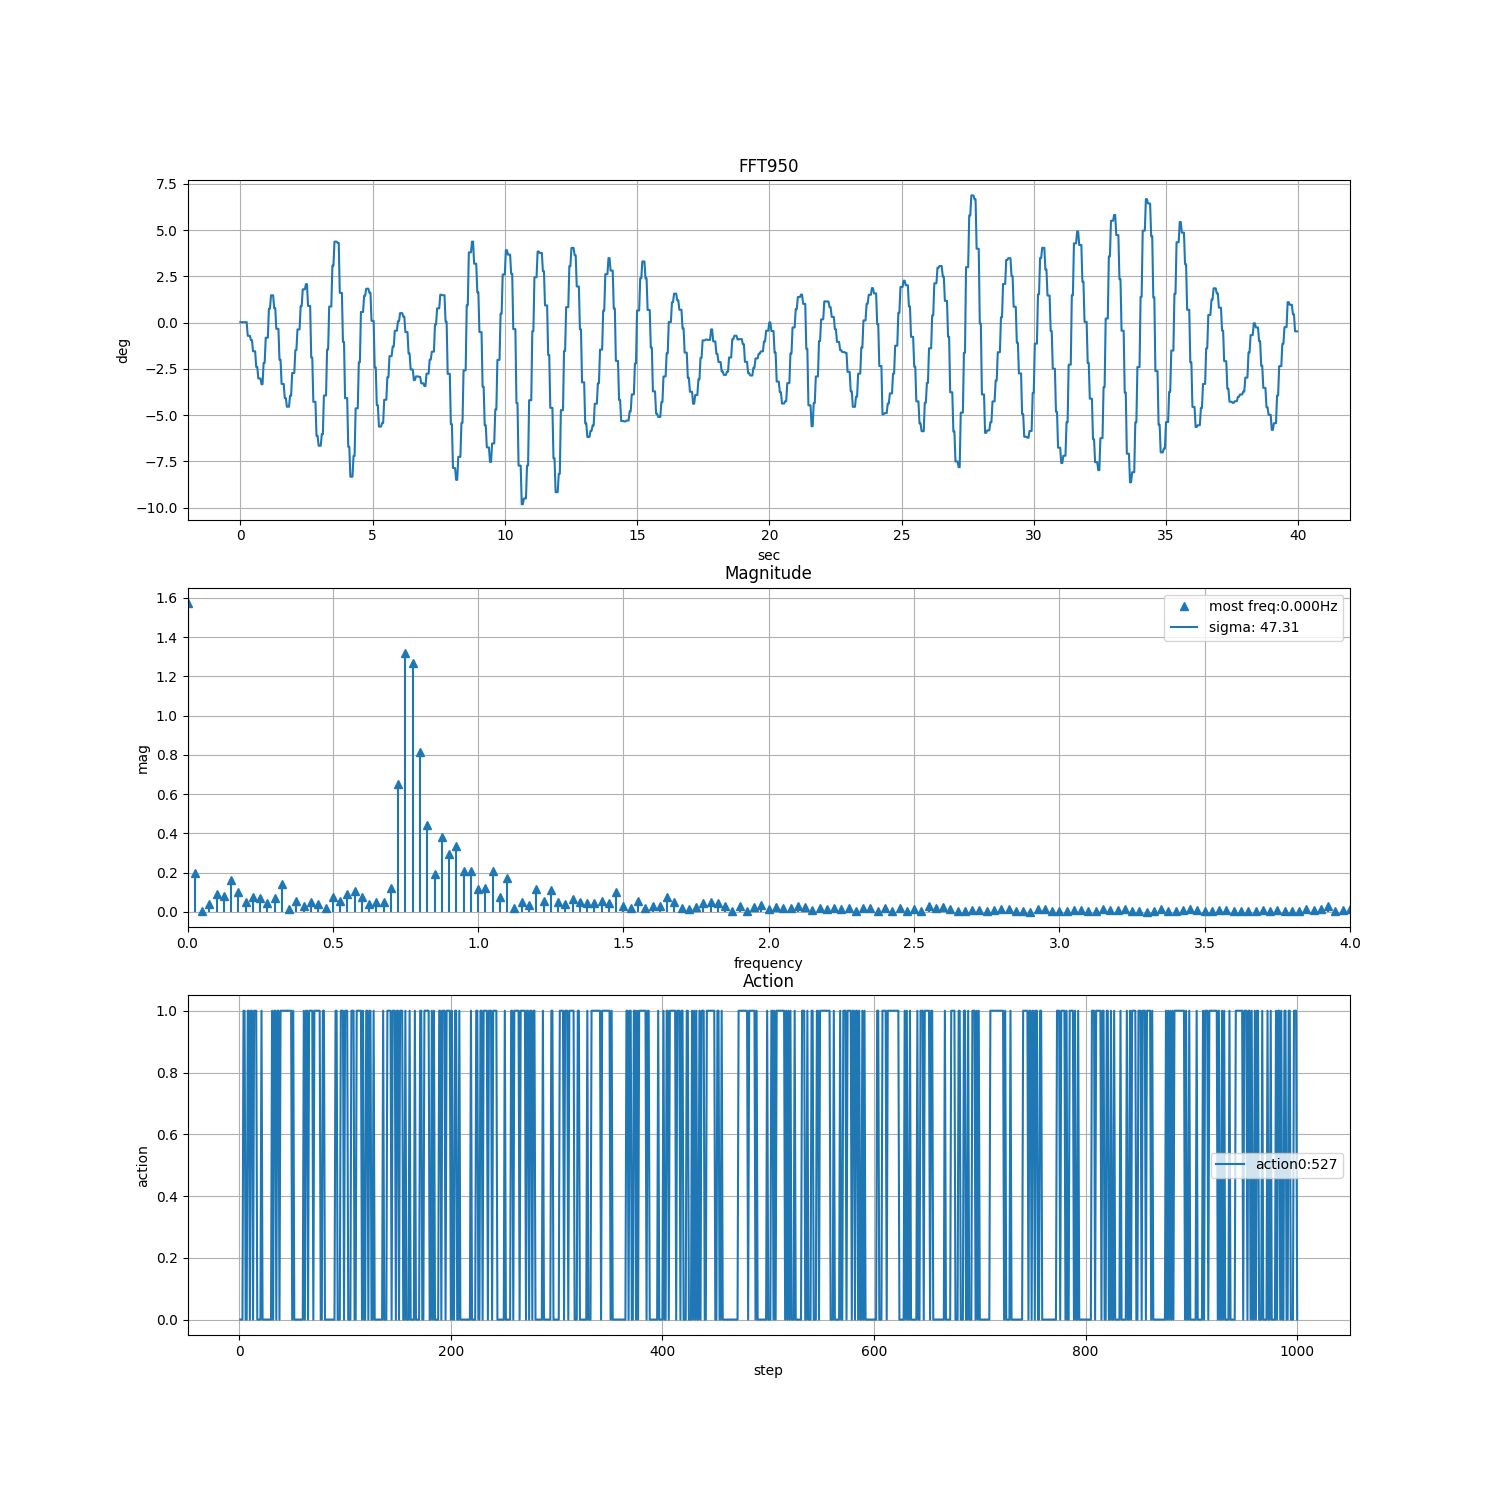 FFT950
7.5
5.0
2.5
0.0
−2.5
−5.0
−7.5
−10.0
deg
0 5 10 15 20 25 30 35 40
sec
Magnitude
1.6
1.4
1.2
1.0
0.8
0.6
0.4
0.2
0.0
mag
most freq:0.000Hz
sigma: 47.31
0.0 0.5 1.0 1.5 2.0 2.5 3.0 3.5 4.0
frequency
Action
1.0
0.8
0.6
0.4
0.2
0.0
action
action0:527
0 200 400 600 800 1000
step